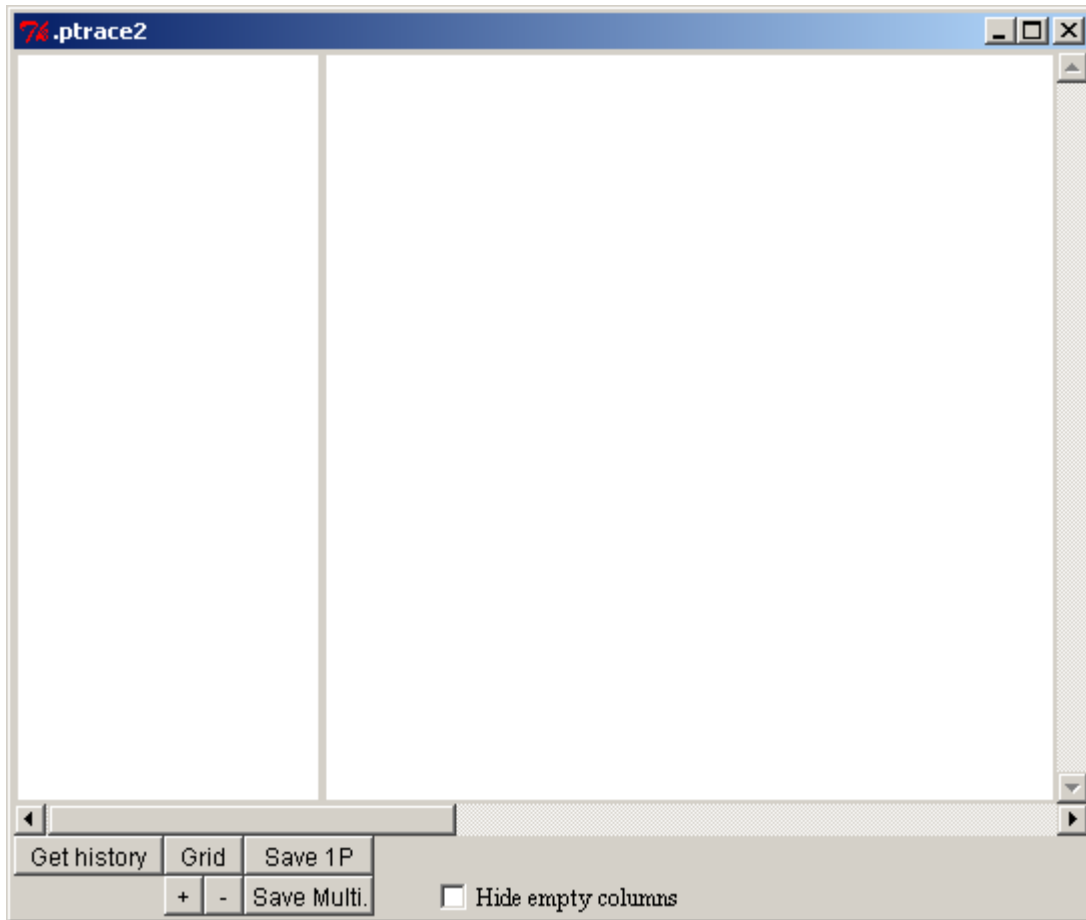 .ptrace2
Get history Grid Save 1P
+ - Save Multi. Hide empty columns